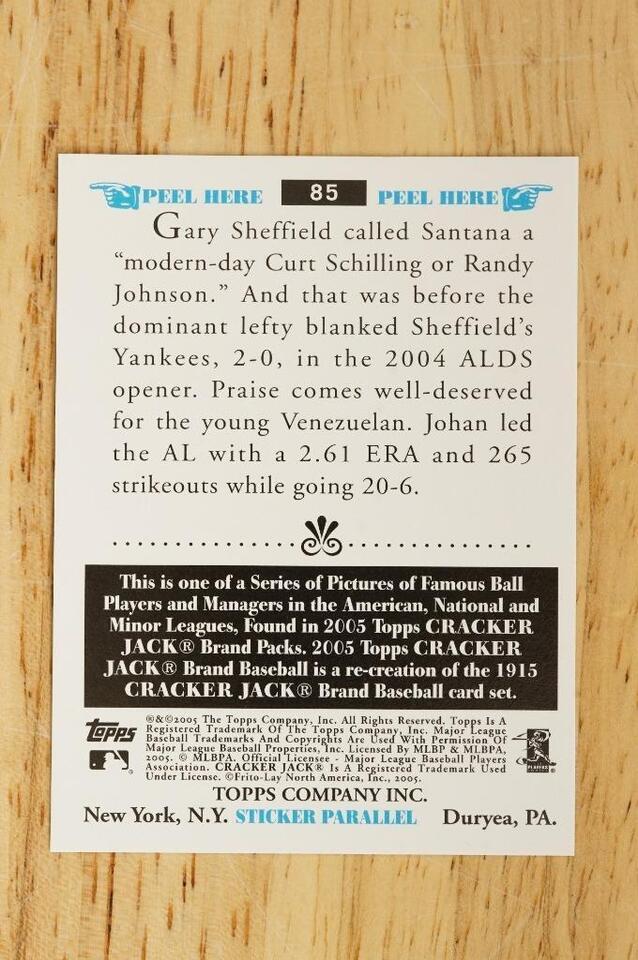 PEEL HERE 85 PEEL HERE
Gary Sheffield called Santana a
“modern-day Curt Schilling or Randy
Johnson.” And that was before the
dominant lefty blanked Sheffield’s
Yankees, 2-0, in the 2004 ALDS
opener. Praise comes well-deserved
for the young Venezuelan. Johan led
the AL with a 2.61 ERA and 265
strikeouts while going 20-6.
This is one of a Series of Pictures of Famous Ball
Players and Managers in the American, National and
Minor Leagues, Found in 2005 Topps CRACKER
JACK® Brand Packs. 2005 Topps CRACKER
JACK® Brand Baseball is a re-creation of the 1915
CRACKER JACK® Brand Baseball card set.
Topps
®&©2005 The Topps Company, Inc. All Rights Reserved. Topps Is A
Registered Trademark Of The Topps Company, Inc. Major League
Baseball Trademarks And Copyrights Are Used With Permission Of
Major League Baseball Properties, Inc. Licensed By MLBP & MLBPA,
2005. © MLBPA. Official Licensee - Major League Baseball Players
Association. CRACKER JACK® Is A Registered Trademark Used
Under License. ©Frito-Lay North America, Inc., 2005.
TOPPS COMPANY INC.
New York, N.Y. STICKER PARALLEL Duryea, PA.